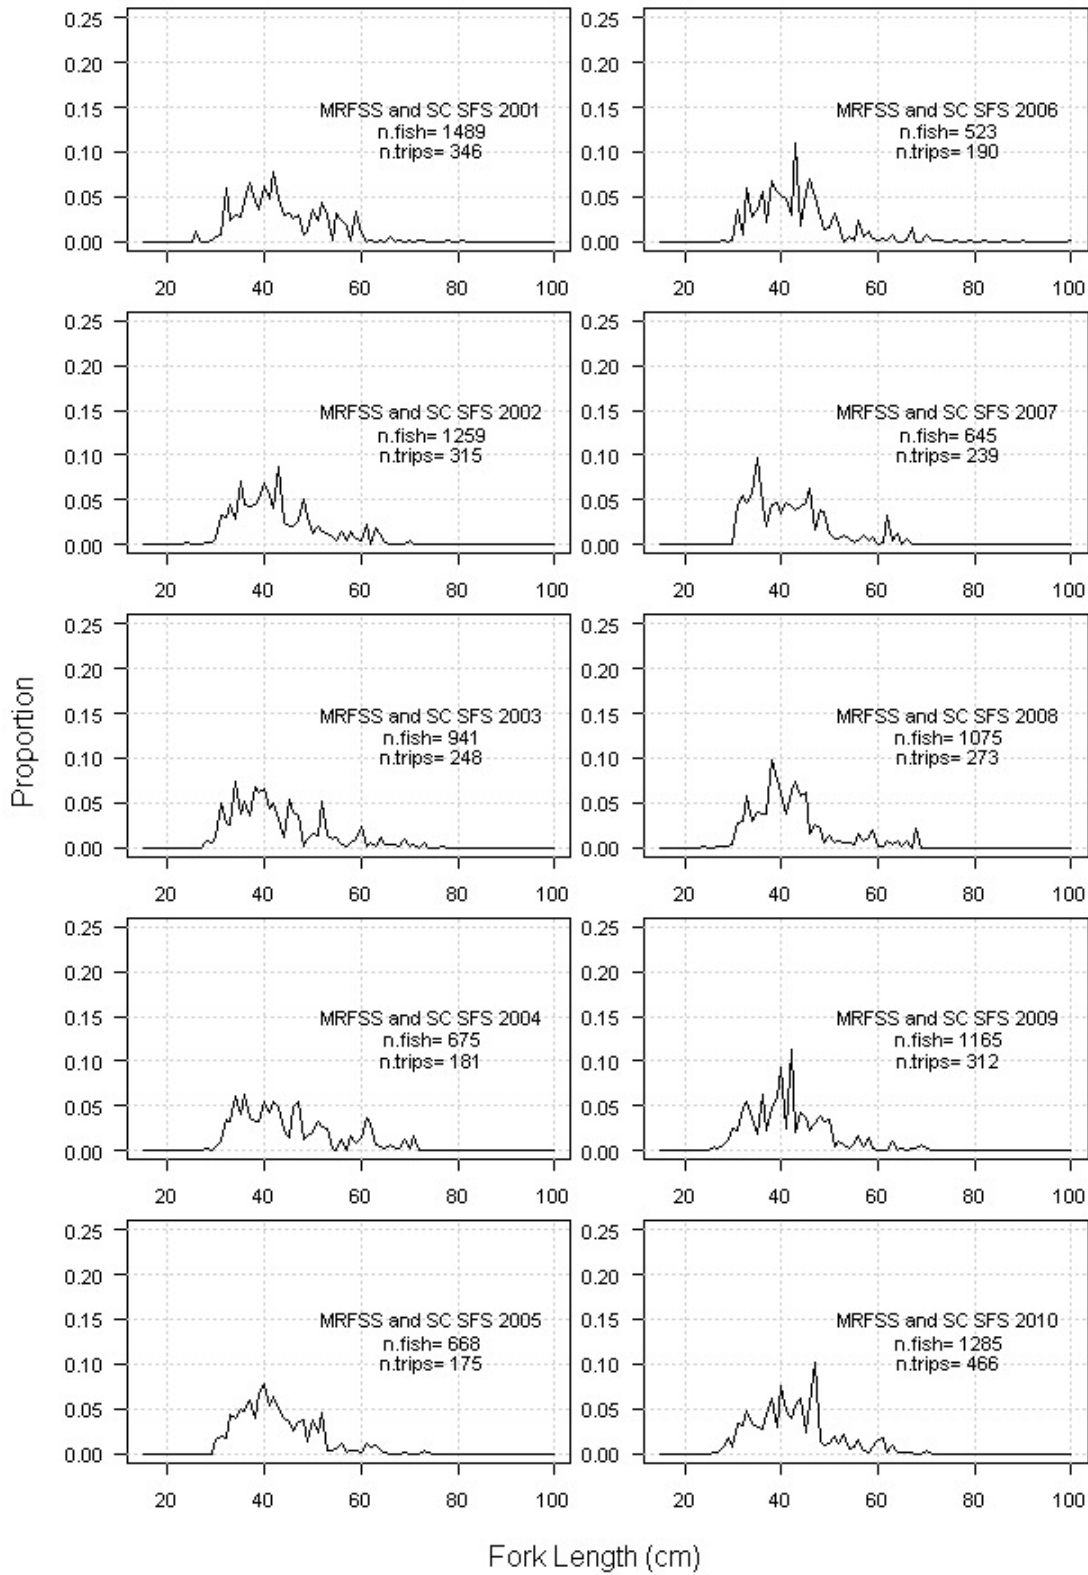 0.25
0.20
0.15
0.10
0.05
0.00
MRFSS and SC SFS 2001
n.fish= 1489
n.trips= 346
20 40 60 80 100
0.25
0.20
0.15
0.10
0.05
0.00
MRFSS and SC SFS 2006
n.fish= 523
n.trips= 190
20 40 60 80 100
0.25
0.20
0.15
0.10
0.05
0.00
MRFSS and SC SFS 2002
n.fish= 1259
n.trips= 315
20 40 60 80 100
0.25
0.20
0.15
0.10
0.05
0.00
MRFSS and SC SFS 2007
n.fish= 645
n.trips= 239
20 40 60 80 100
Proportion
0.25
0.20
0.15
0.10
0.05
0.00
MRFSS and SC SFS 2003
n.fish= 941
n.trips= 248
20 40 60 80 100
0.25
0.20
0.15
0.10
0.05
0.00
MRFSS and SC SFS 2008
n.fish= 1075
n.trips= 273
20 40 60 80 100
0.25
0.20
0.15
0.10
0.05
0.00
MRFSS and SC SFS 2004
n.fish= 675
n.trips= 181
20 40 60 80 100
0.25
0.20
0.15
0.10
0.05
0.00
MRFSS and SC SFS 2009
n.fish= 1165
n.trips= 312
20 40 60 80 100
0.25
0.20
0.15
0.10
0.05
0.00
MRFSS and SC SFS 2005
n.fish= 668
n.trips= 175
20 40 60 80 100
0.25
0.20
0.15
0.10
0.05
0.00
MRFSS and SC SFS 2010
n.fish= 1285
n.trips= 466
20 40 60 80 100
Fork Length (cm)